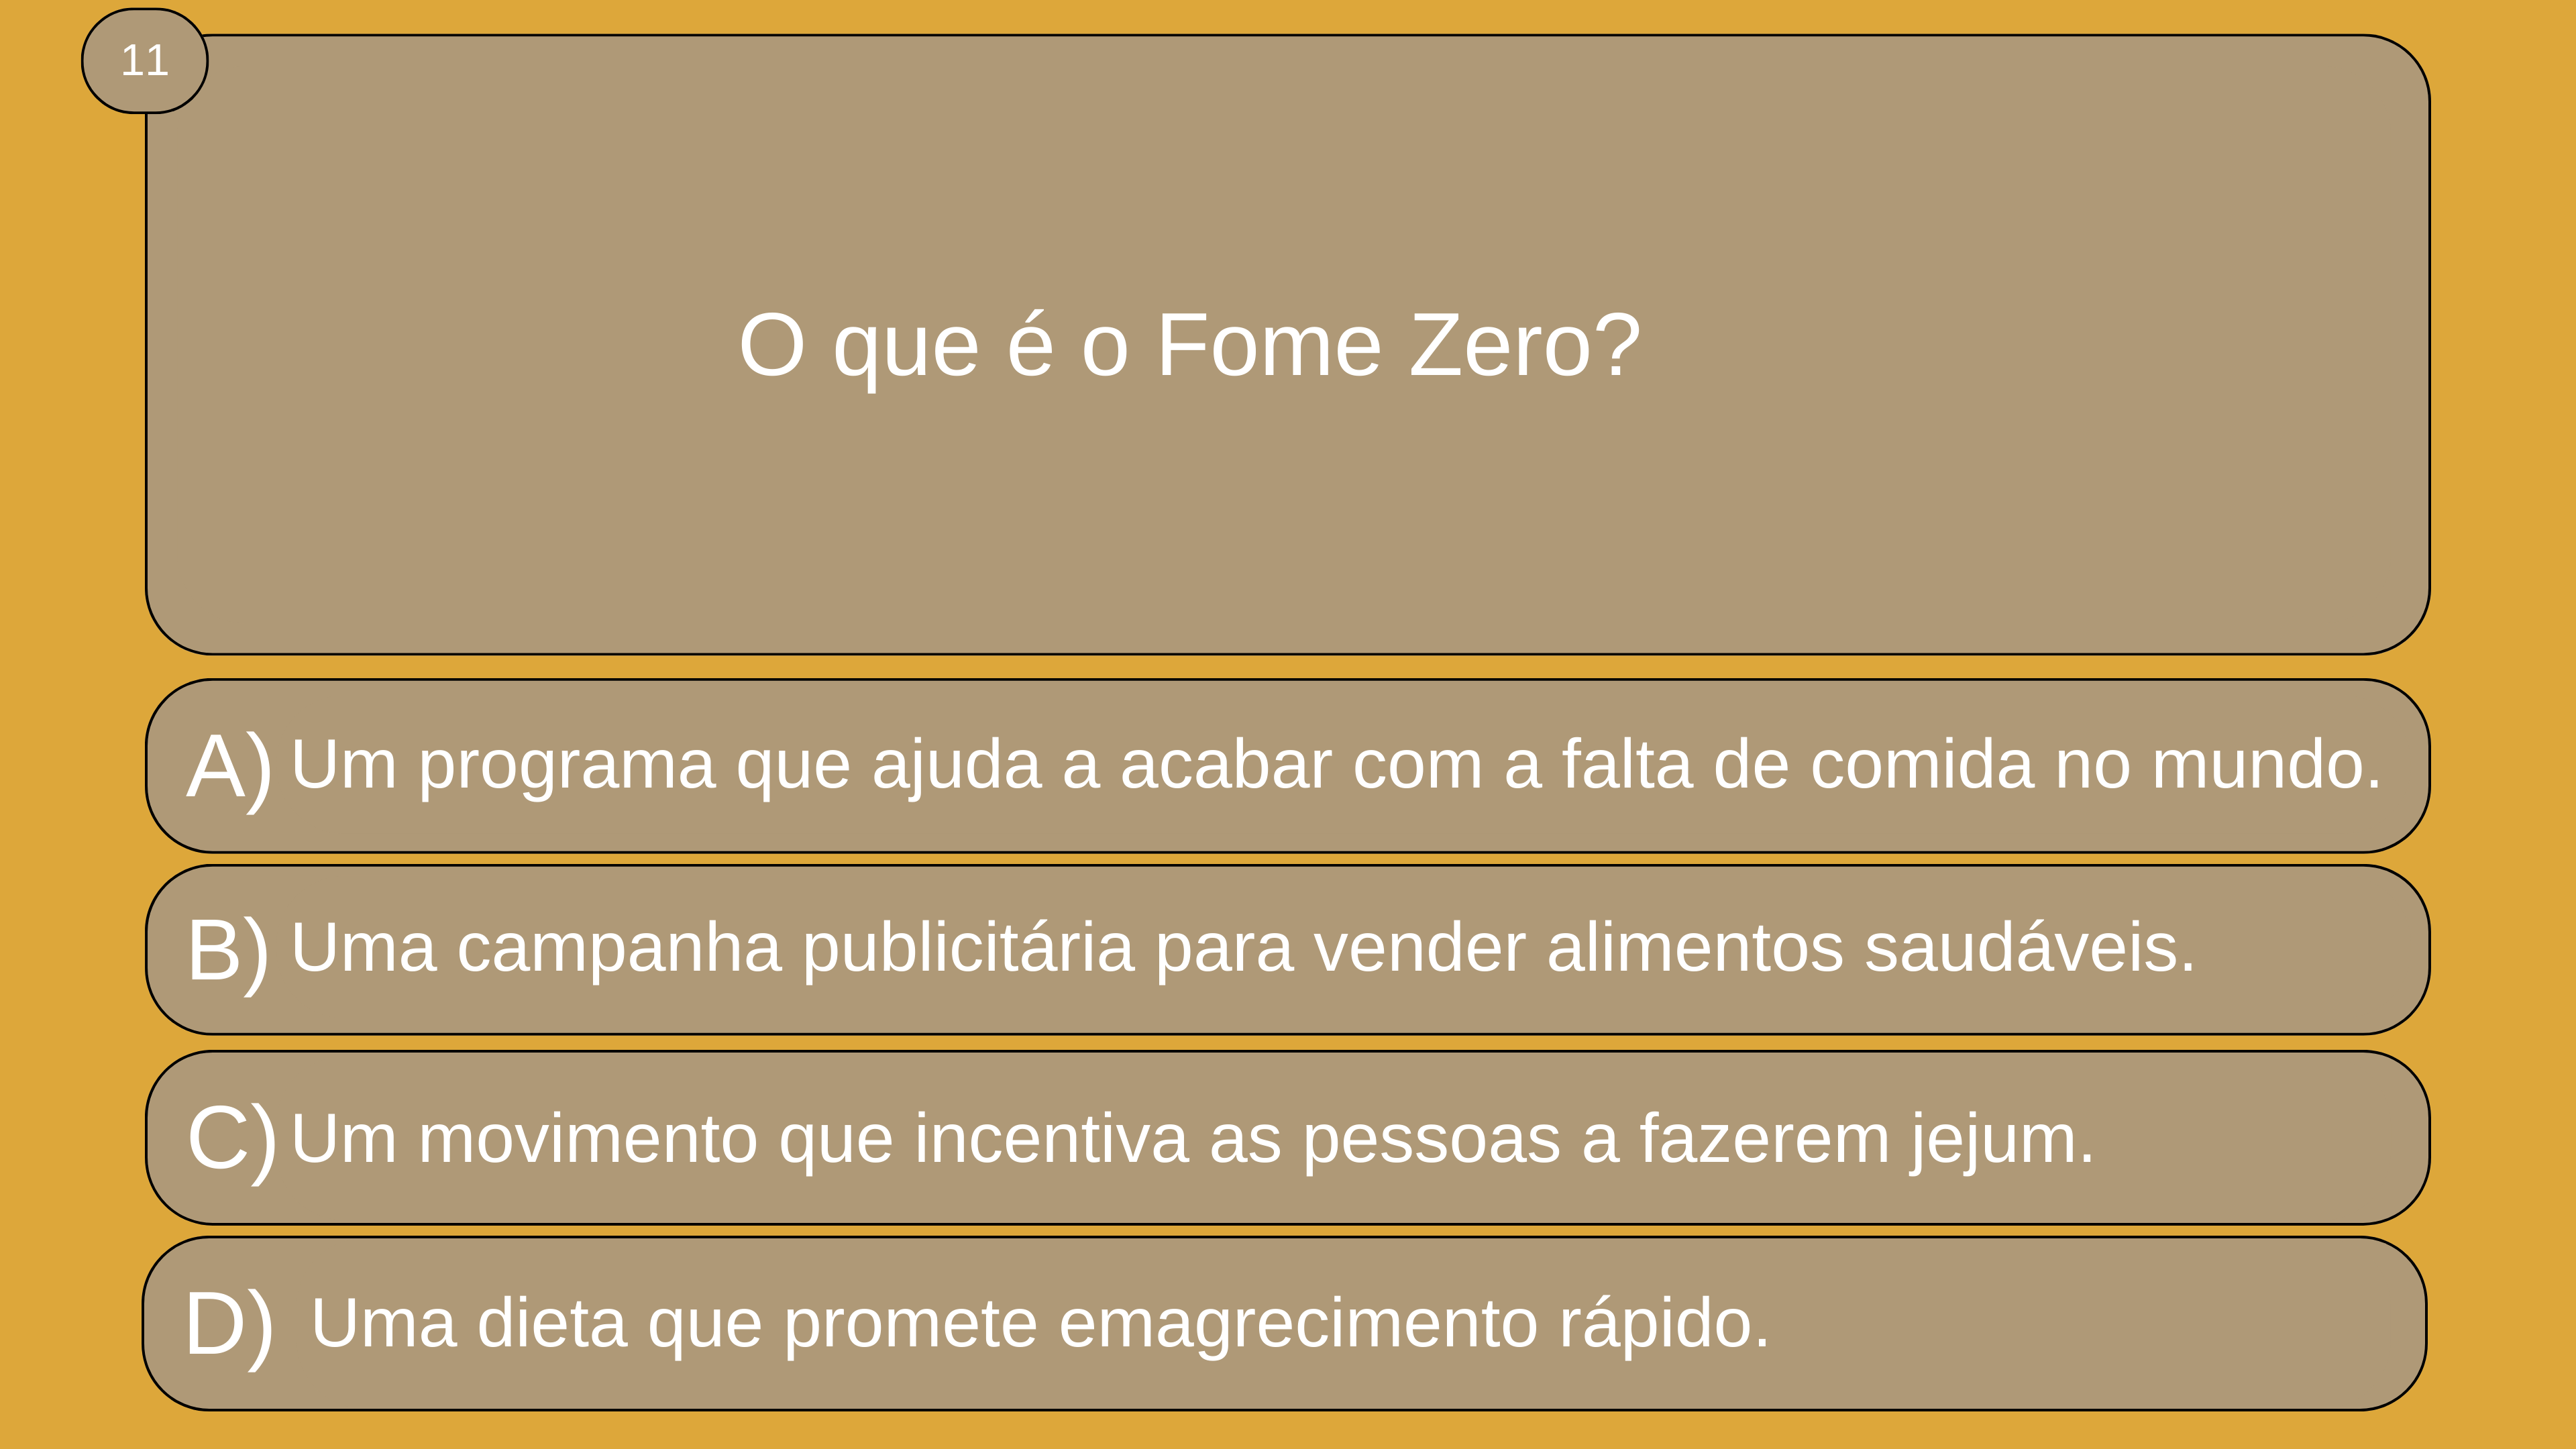 11
O que é o Fome Zero?
A) Um programa que ajuda a acabar com a falta de comida no mundo.
B) Uma campanha publicitária para vender alimentos saudáveis.
C) Um movimento que incentiva as pessoas a fazerem jejum.
D) Uma dieta que promete emagrecimento rápido.